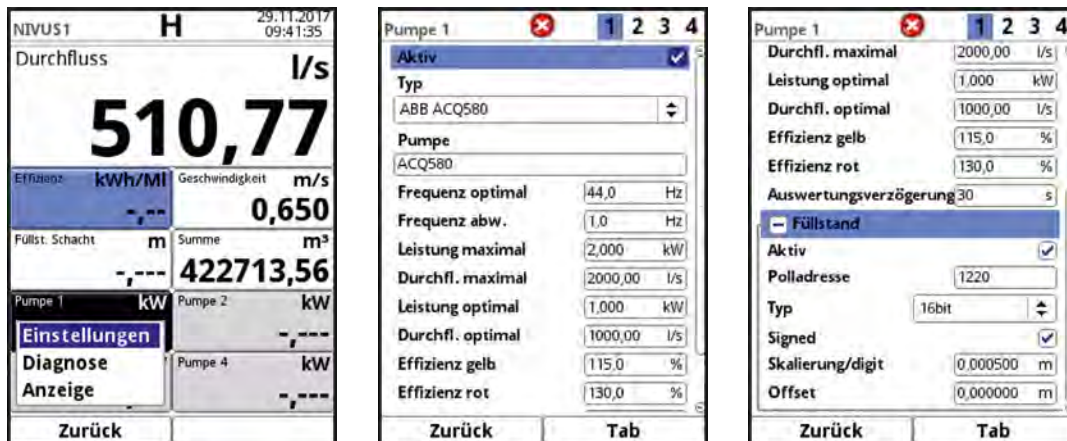 NIVUS1 H 29.11.2017
09:41:35
Durchfluss l/s
510,77
Effizienz kWh/Ml
-,--
Geschwindigkeit m/s
0,650
Füllst. Schacht m
-,---
Summe m³
422713,56
Pumpe 1 kW
Pumpe 2 kW
-,---
Einstellungen
Diagnose
Anzeige
Pumpe 4 kW
-,---
Zurück
Pumpe 1 1 2 3 4
Aktiv
Typ
ABB ACQ580
Pumpe
ACQ580
Frequenz optimal 44,0 Hz
Frequenz abw. 1,0 Hz
Leistung maximal 2,000 kW
Durchfl. maximal 2000,00 l/s
Leistung optimal 1,000 kW
Durchfl. optimal 1000,00 l/s
Effizienz gelb 115,0 %
Effizienz rot 130,0 %
Zurück Tab
Pumpe 1 1 2 3 4
Durchfl. maximal 2000,00 l/s
Leistung optimal 1,000 kW
Durchfl. optimal 1000,00 l/s
Effizienz gelb 115,0 %
Effizienz rot 130,0 %
Auswertungsverzögerung 30 s
Füllstand
Aktiv
Polladresse 1220
Typ 16bit
Signed
Skalierung/digit 0,000500 m
Offset 0,000000 m
Zurück Tab